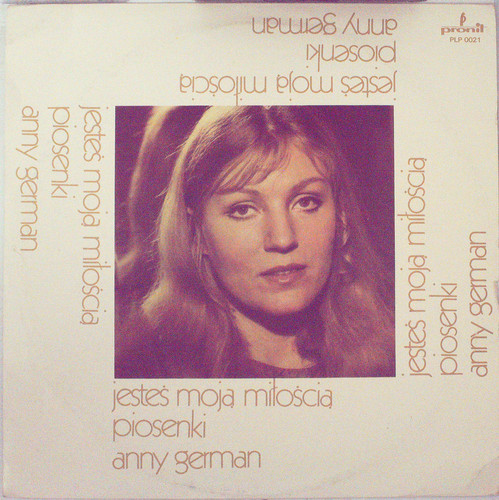 pronit
PLP 0021
jesteś moją miłością
piosenki
anny german
jesteś moją miłością
piosenki
anny german
jesteś moją miłością
piosenki
anny german
jesteś moją miłością
piosenki
anny german